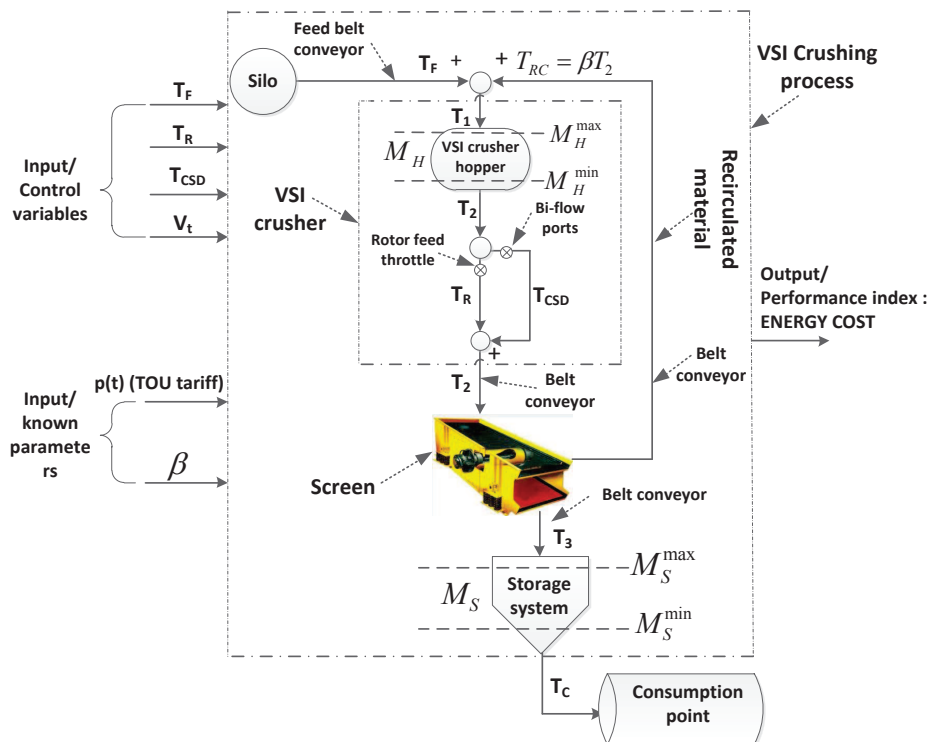 Feed belt
conveyor
VSI Crushing
process
Silo
T_F + + T_RC = βT_2
T_F
T_R
T_CSD
V_t
Input/
Control
variables
T_1
M_H
VSI crusher
hopper
M_H^max
M_H^min
VSI
crusher
T_2
Bi-flow
ports
Rotor feed
throttle
T_R
T_CSD
+
Recirculated
material
Output/
Performance index :
ENERGY COST
T_2
Belt
conveyor
Belt
conveyor
p(t) (TOU tariff)
Input/
known
paramete
rs
β
Screen
Belt conveyor
T_3
M_S
Storage
system
M_S^max
M_S^min
T_C
Consumption
point